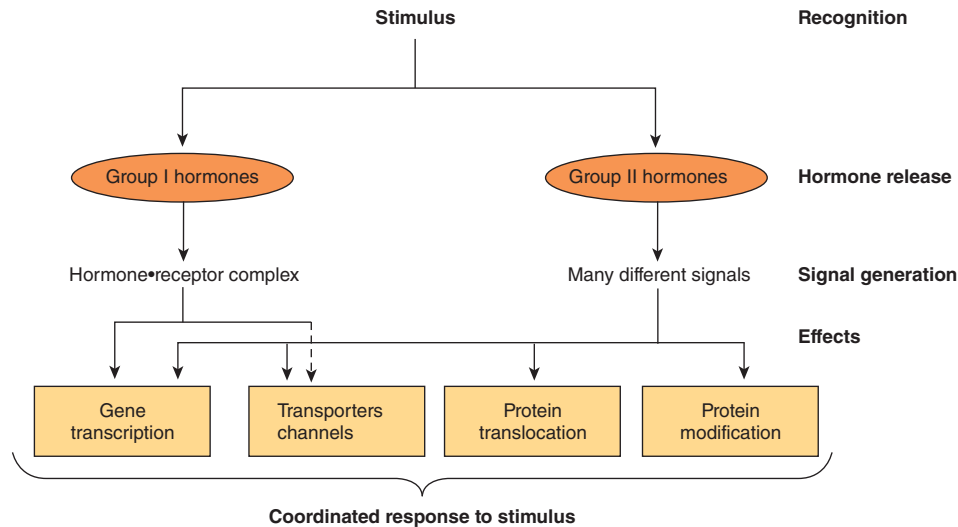 Stimulus
Recognition
Group I hormones
Group II hormones
Hormone release
Hormone•receptor complex
Many different signals
Signal generation
Effects
Gene
transcription
Transporters
channels
Protein
translocation
Protein
modification
Coordinated response to stimulus